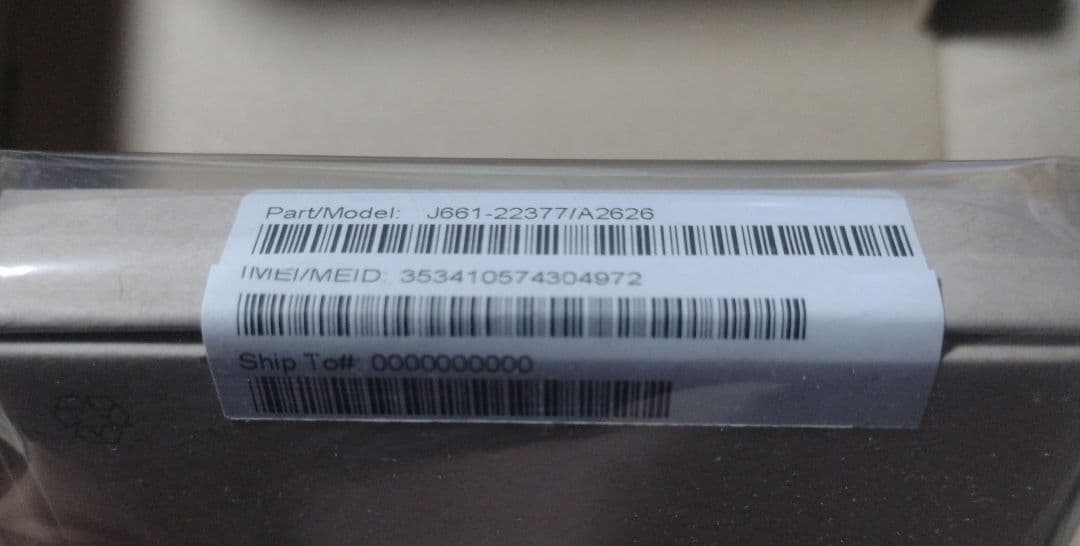 Part/Model: J661-22377/A2626
IMEI/MEID: 353410574304972
Ship To#: 0000000000